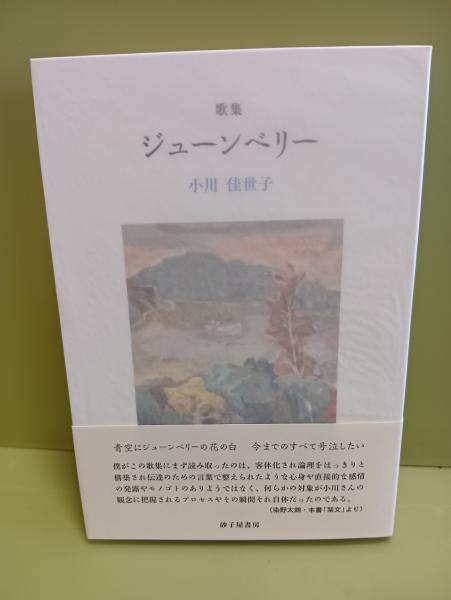 歌集
ジューンベリー
小川 佳世子
青空にジューンベリーの花の白　今までのすべて号泣したい
僕がこの歌集にまず読み取ったのは、客体化され論理をはっきりと
構築され伝達のための言葉で整えられたような心身や直接的な感情
の発露やモノゴトのありようではなく、何らかの対象が小川さんの
観念に把握されるプロセスやその瞬間それ自体だったのである。
（染野太朗・本書「栞文」より）
砂子屋書房